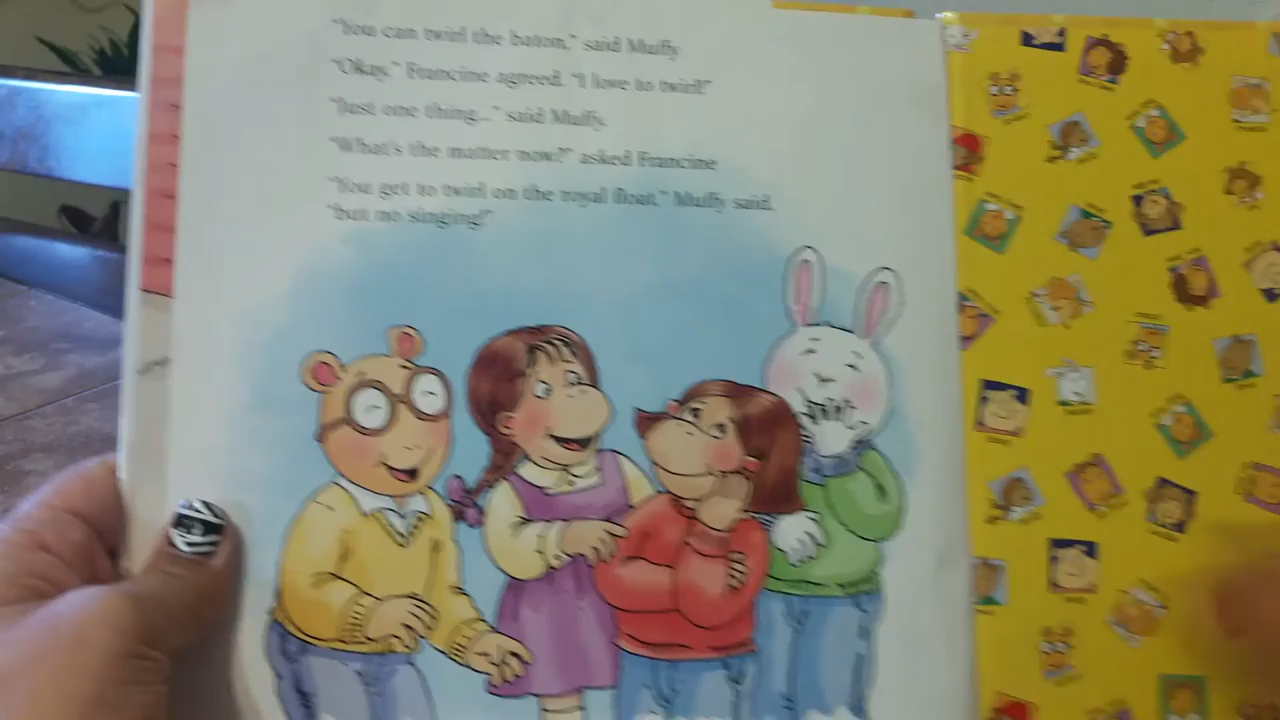 "You can twirl the baton," said Muffy
"Okay," Francine agreed. "I love to twirl!"
"Just one thing..." said Muffy.
"What's the matter now?" asked Francine
"You get to twirl on the royal float," Muffy said,
"but no singing!"